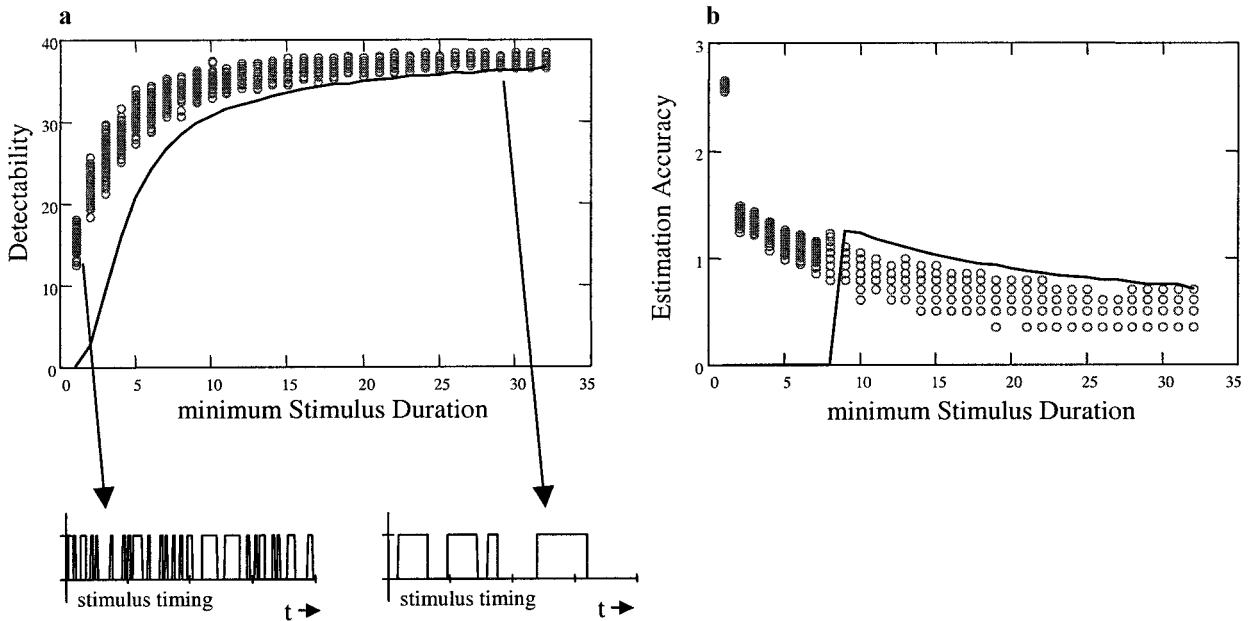 a
40
30
20
10
0
Detectability
0 5 10 15 20 25 30 35
minimum Stimulus Duration
stimulus timing
t
stimulus timing
t
b
3
2
1
0
Estimation Accuracy
0 5 10 15 20 25 30 35
minimum Stimulus Duration